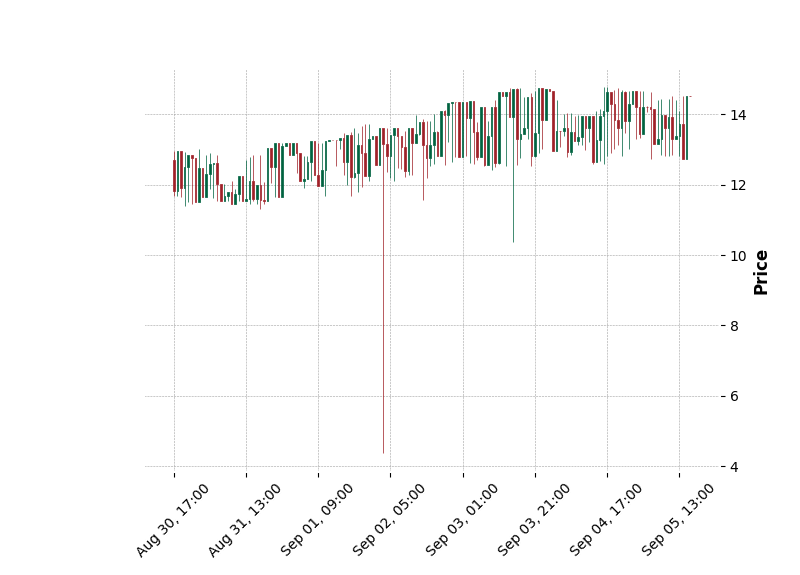 14
12
10
8
6
4
Price
Aug 30, 17:00
Aug 31, 13:00
Sep 01, 09:00
Sep 02, 05:00
Sep 03, 01:00
Sep 03, 21:00
Sep 04, 17:00
Sep 05, 13:00